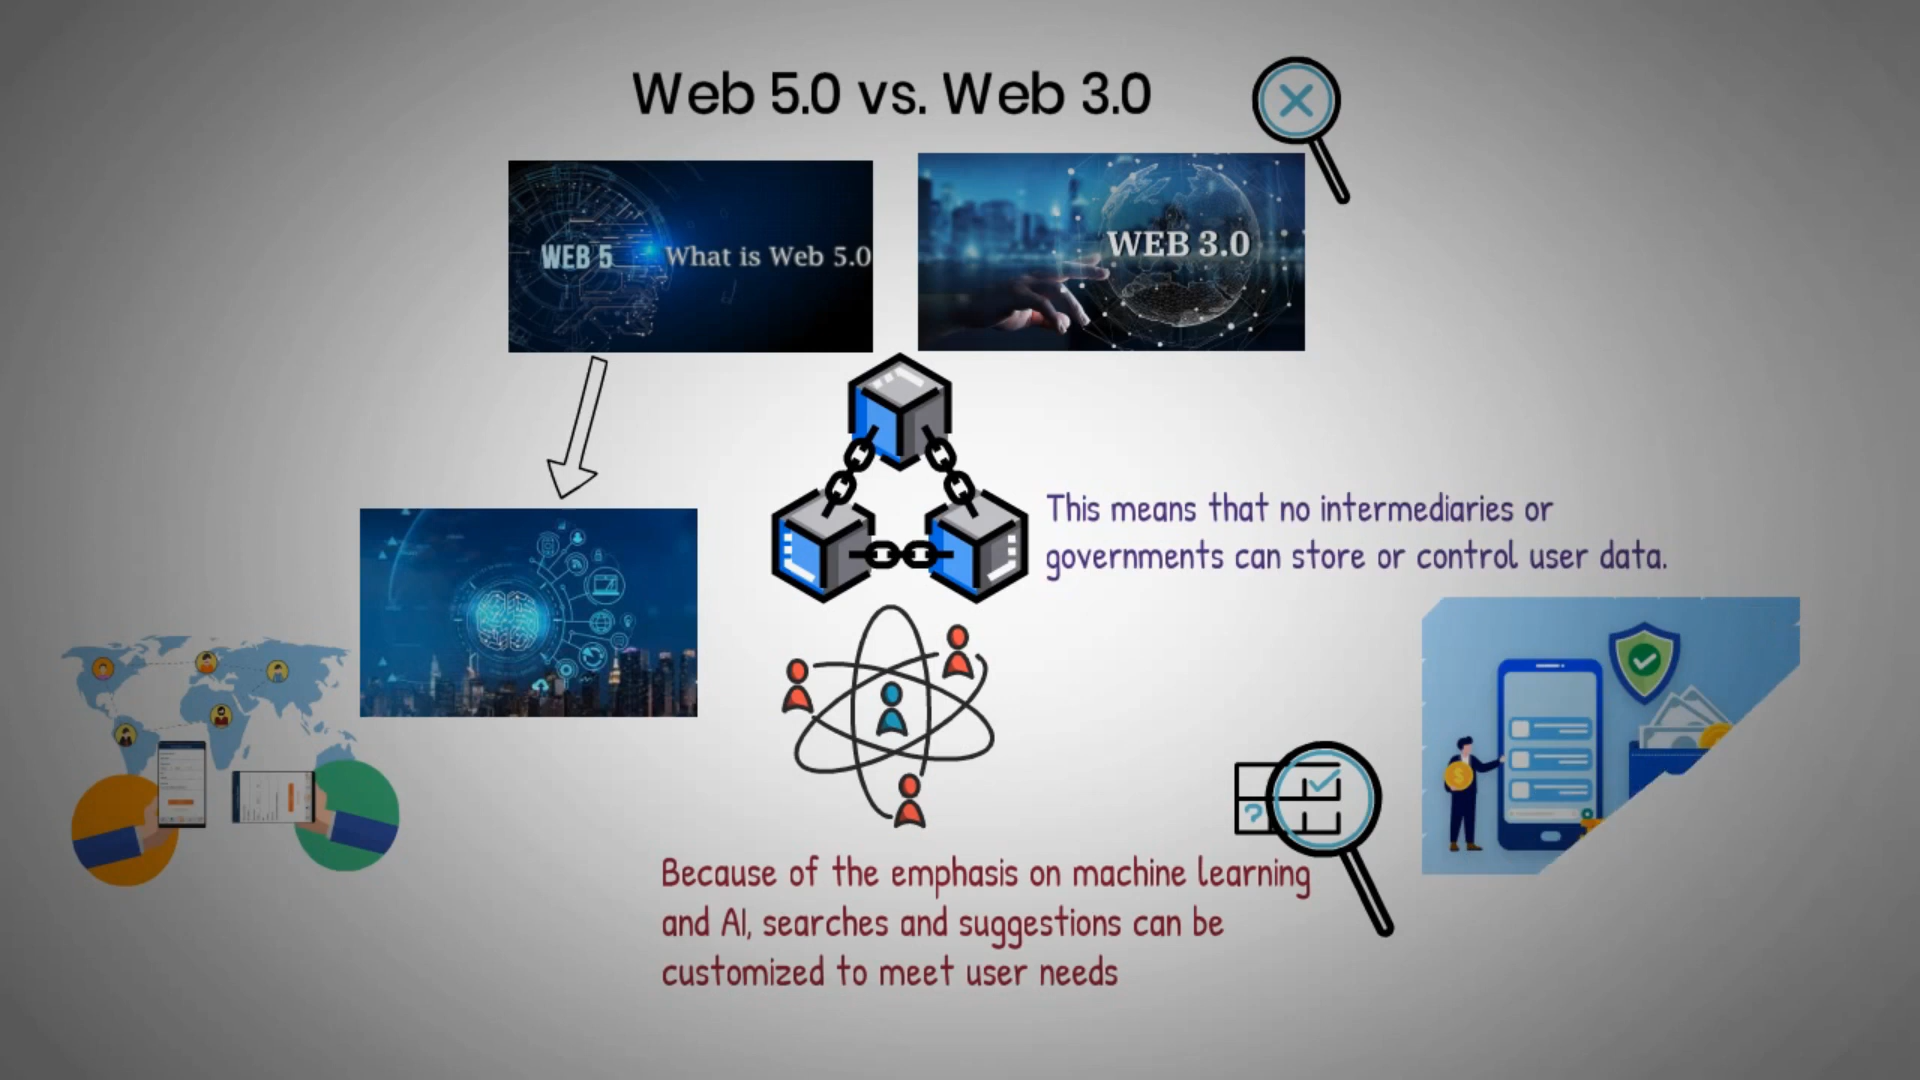 Web 5.0 vs. Web 3.0
WEB 5
What is Web 5.0
WEB 3.0
This means that no intermediaries or
governments can store or control user data.
Because of the emphasis on machine learning
and AI, searches and suggestions can be
customized to meet user needs